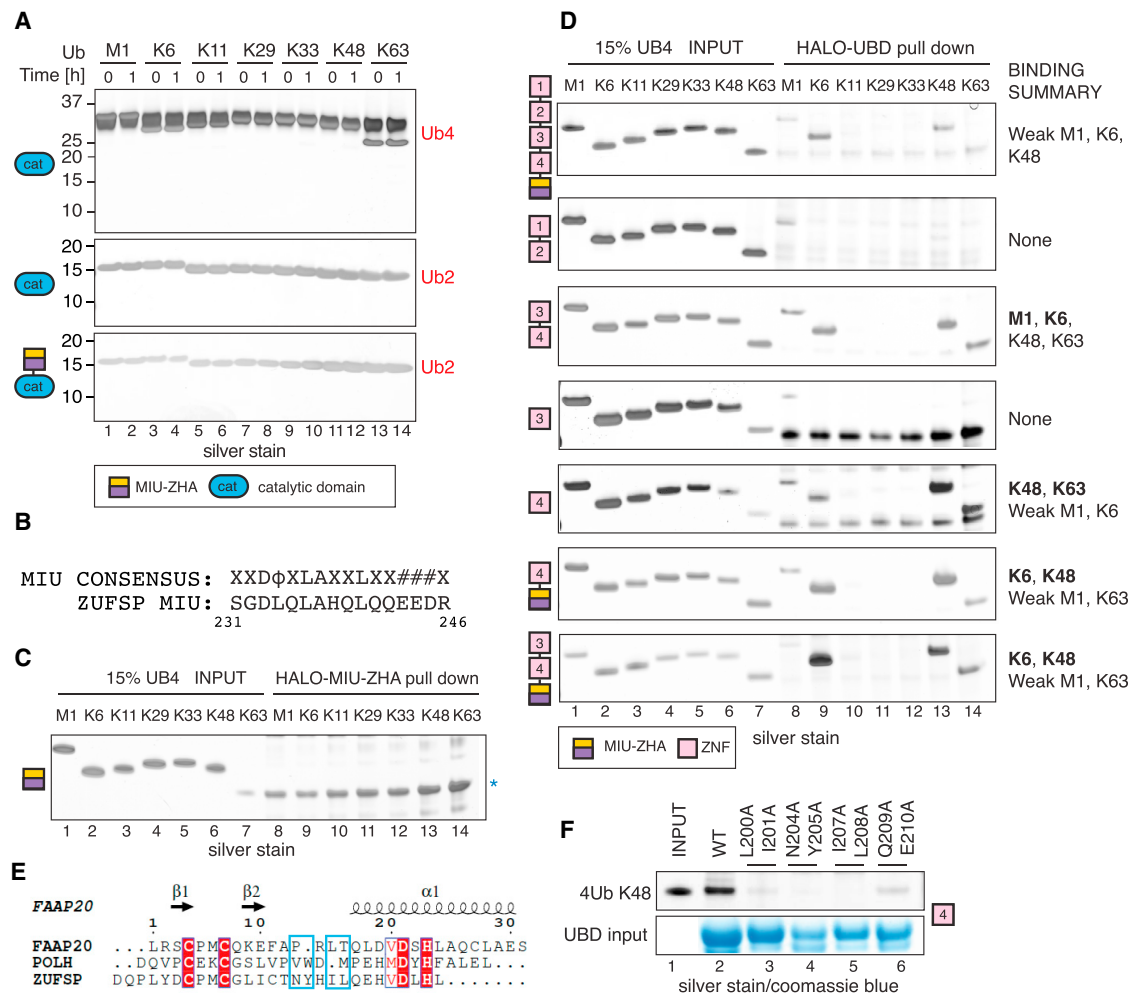 A
Ub M1 K6 K11 K29 K33 K48 K63
Time [h] 0 1 0 1 0 1 0 1 0 1 0 1 0 1
37
25
20
15
10
cat
Ub4
20
15
10
cat
Ub2
20
15
10
cat
Ub2
1 2 3 4 5 6 7 8 9 10 11 12 13 14
silver stain
MIU-ZHA cat catalytic domain
B
MIU CONSENSUS: XXDϕXLAXXLXX###X
ZUFSP MIU: SGDLQLAHQLQQEEDR
231 246
C
15% UB4 INPUT HALO-MIU-ZHA pull down
M1 K6 K11 K29 K33 K48 K63 M1 K6 K11 K29 K33 K48 K63
*
1 2 3 4 5 6 7 8 9 10 11 12 13 14
silver stain
D
15% UB4 INPUT HALO-UBD pull down
M1 K6 K11 K29 K33 K48 K63 M1 K6 K11 K29 K33 K48 K63
BINDING
SUMMARY
1
2
3
4
Weak M1, K6,
K48
1
2
None
3
4
M1, K6,
K48, K63
3
None
4
K48, K63
Weak M1, K6
4
K6, K48
Weak M1, K63
3
4
K6, K48
Weak M1, K63
1 2 3 4 5 6 7 8 9 10 11 12 13 14
silver stain
MIU-ZHA ZNF
E
β1 β2 α1
FAAP20
1 10 20 30
FAAP20 ...LRSCPMCQKEFAP.RLTQLDVDSHLAQCLAES
POLH ..DQVPCEKCGSLVPVWD.MPEHMDYHFALEL....
ZUFSP DQPLYDCPMCGLICTNYHILQEHVDLHL........
F
INPUT
WT
L200A
I201A
N204A
Y205A
I207A
L208A
Q209A
E210A
4Ub K48
4
UBD input
1 2 3 4 5 6
silver stain/coomassie blue